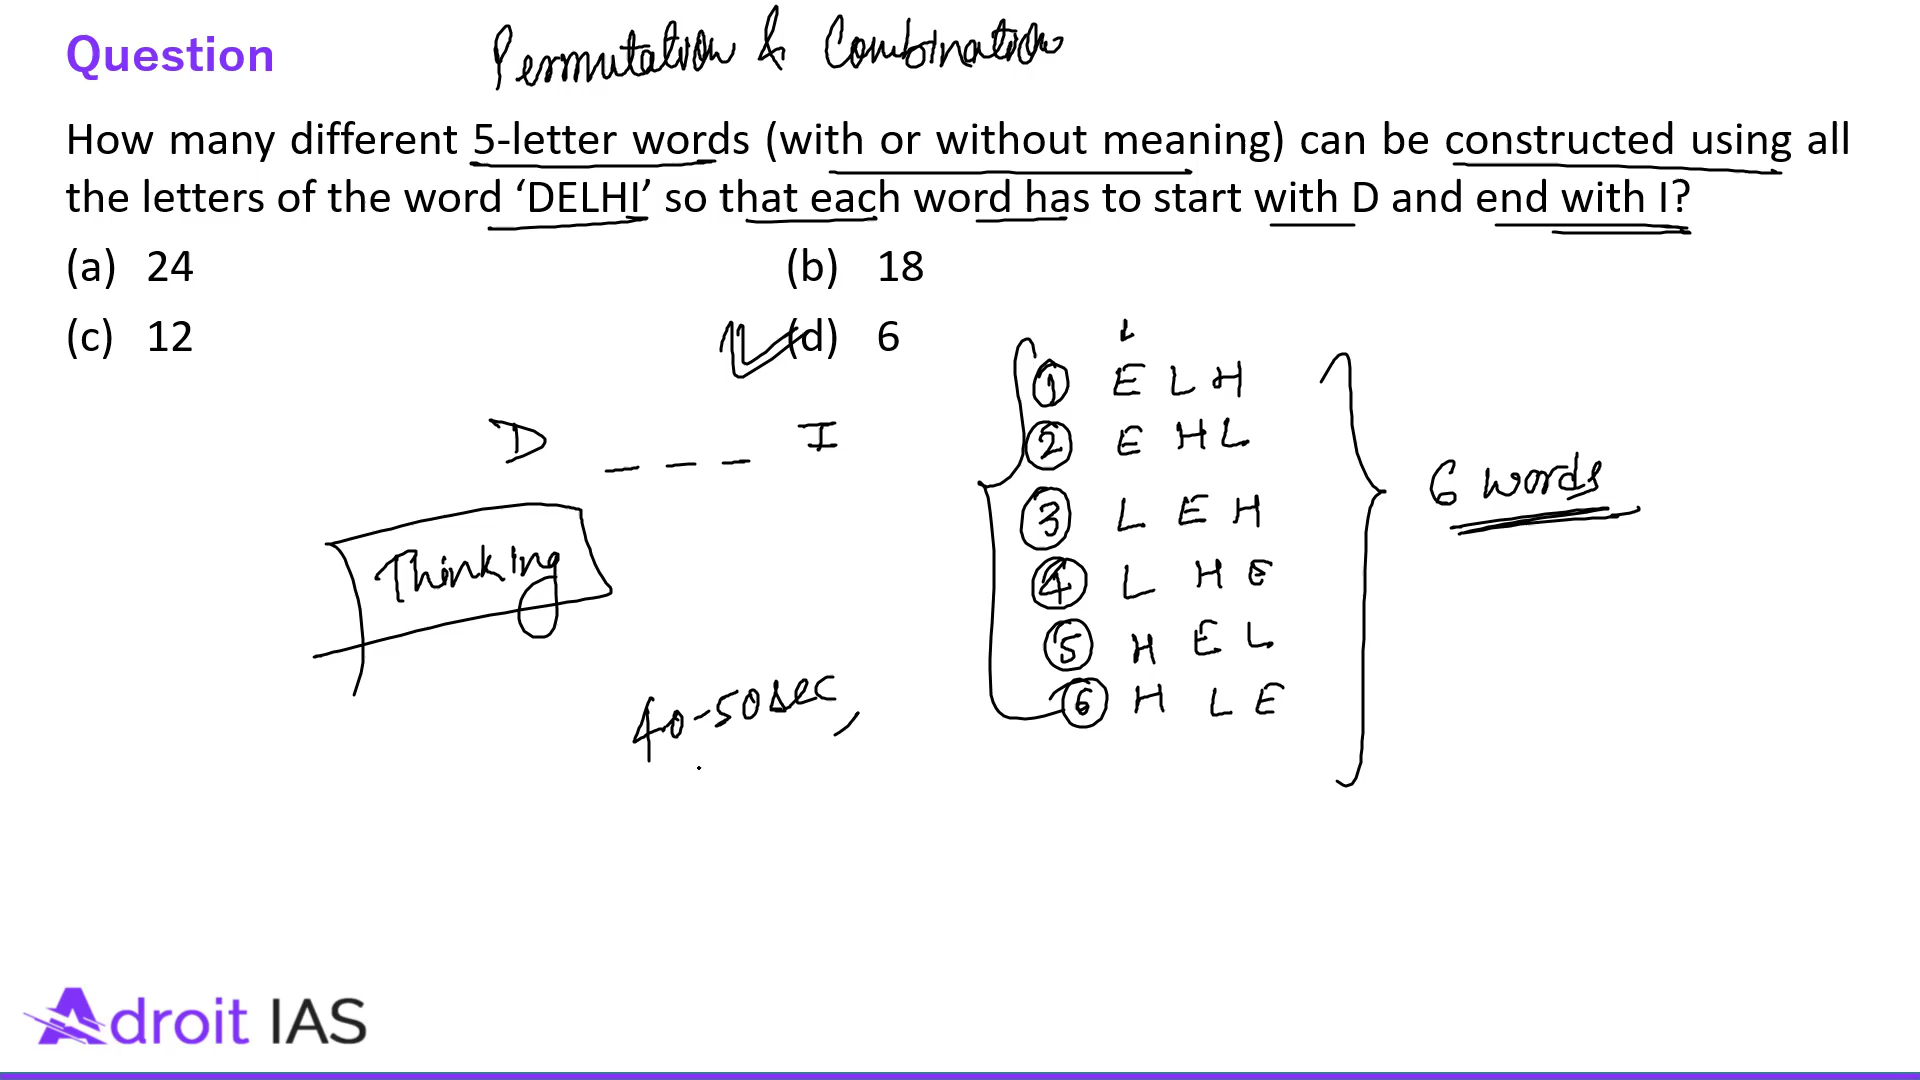 Question
Permutation & Combination
How many different 5-letter words (with or without meaning) can be constructed using all
the letters of the word ‘DELHI’ so that each word has to start with D and end with I?
(a) 24
(b) 18
(c) 12
(d) 6
D _ _ _ I
Thinking
40-50 sec,
1 E L H
2 E H L
3 L E H
4 L H E
5 H E L
6 H L E
6 words
Adroit IAS